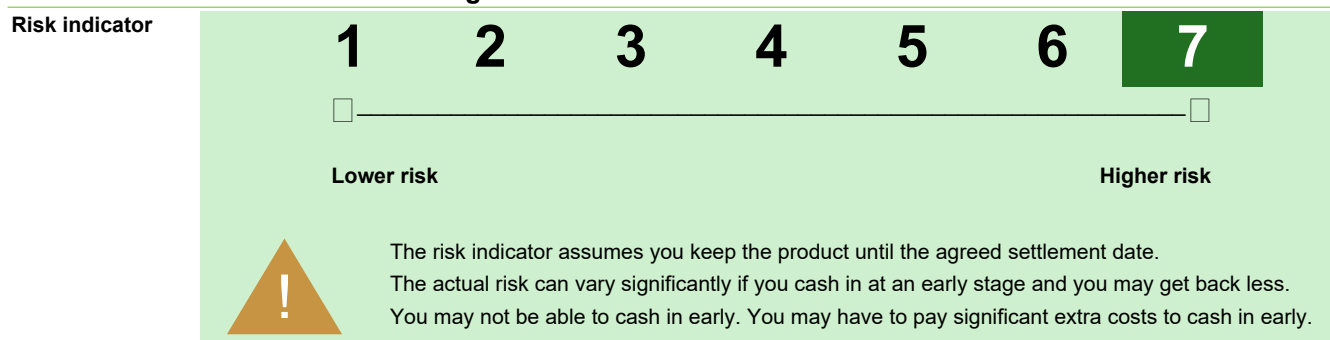 Risk indicator
1 2 3 4 5 6 7
Lower risk Higher risk
!
The risk indicator assumes you keep the product until the agreed settlement date.
The actual risk can vary significantly if you cash in at an early stage and you may get back less.
You may not be able to cash in early. You may have to pay significant extra costs to cash in early.